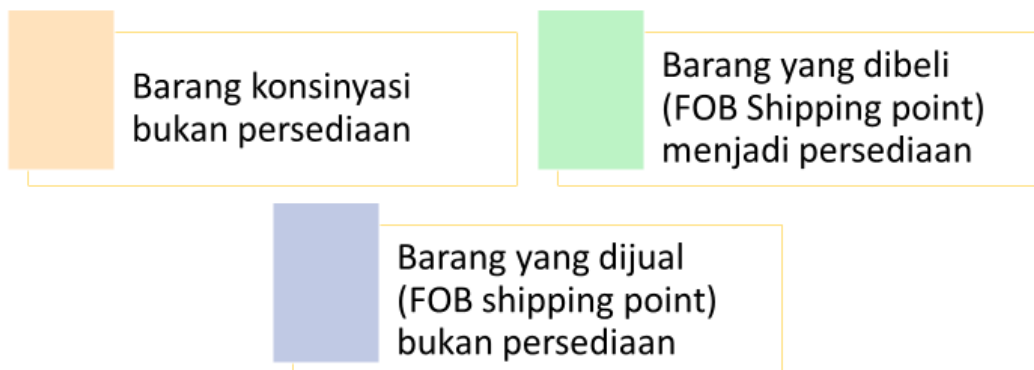 Barang konsinyasi
bukan persediaan
Barang yang dibeli
(FOB Shipping point)
menjadi persediaan
Barang yang dijual
(FOB shipping point)
bukan persediaan